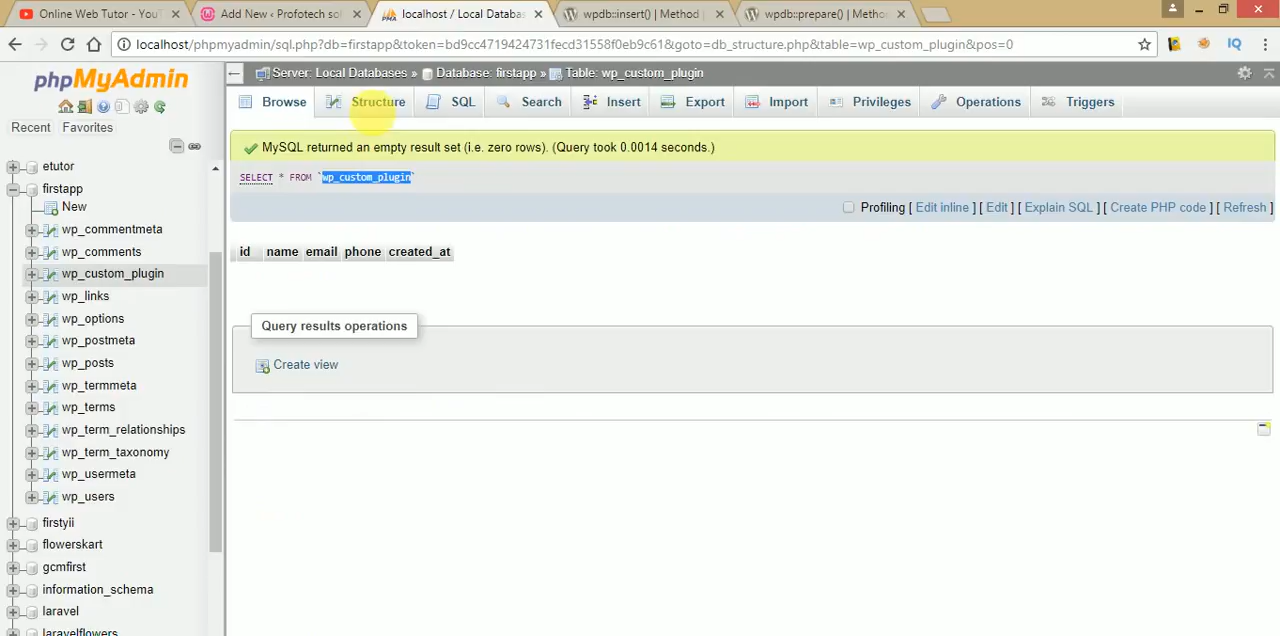 Online Web Tutor - YouT
Add New ‹ Profotech sol
localhost / Local Databas
wpdb::insert() | Method
wpdb::prepare() | Metho
localhost/phpmyadmin/sql.php?db=firstapp&token=bd9cc4719424731fecd31558f0eb9c61&goto=db_structure.php&table=wp_custom_plugin&pos=0
phpMyAdmin
Recent Favorites
etutor
firstapp
New
wp_commentmeta
wp_comments
wp_custom_plugin
wp_links
wp_options
wp_postmeta
wp_posts
wp_termmeta
wp_terms
wp_term_relationships
wp_term_taxonomy
wp_usermeta
wp_users
firstyii
flowerskart
gcmfirst
information_schema
laravel
laravelflowers
Server: Local Databases » Database: firstapp » Table: wp_custom_plugin
Browse Structure SQL Search Insert Export Import Privileges Operations Triggers
MySQL returned an empty result set (i.e. zero rows). (Query took 0.0014 seconds.)
SELECT * FROM `wp_custom_plugin`
Profiling [ Edit inline ] [ Edit ] [ Explain SQL ] [ Create PHP code ] [ Refresh ]
id name email phone created_at
Query results operations
Create view